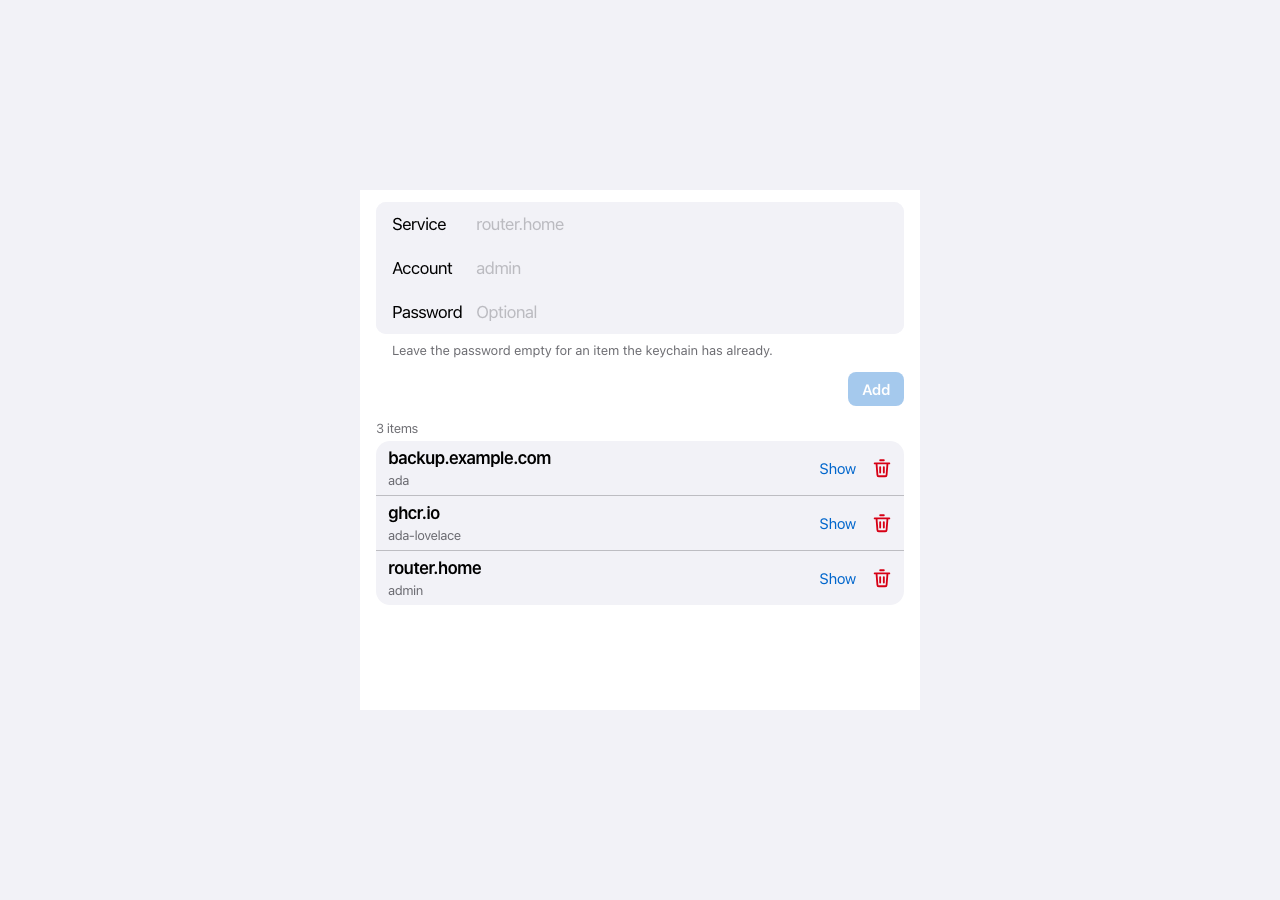 Service router.home
Account admin
Password Optional
Leave the password empty for an item the keychain has already.
Add
3 items
backup.example.com
ada
Show
ghcr.io
ada-lovelace
Show
router.home
admin
Show